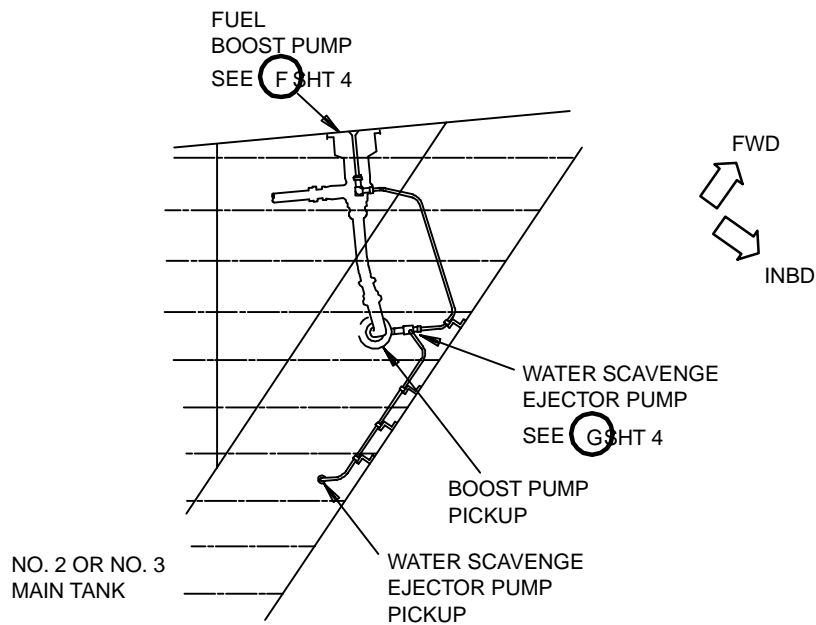 FUEL
BOOST PUMP
SEE F SHT 4
FWD
INBD
WATER SCAVENGE
EJECTOR PUMP
SEE G SHT 4
BOOST PUMP
PICKUP
NO. 2 OR NO. 3
MAIN TANK
WATER SCAVENGE
EJECTOR PUMP
PICKUP